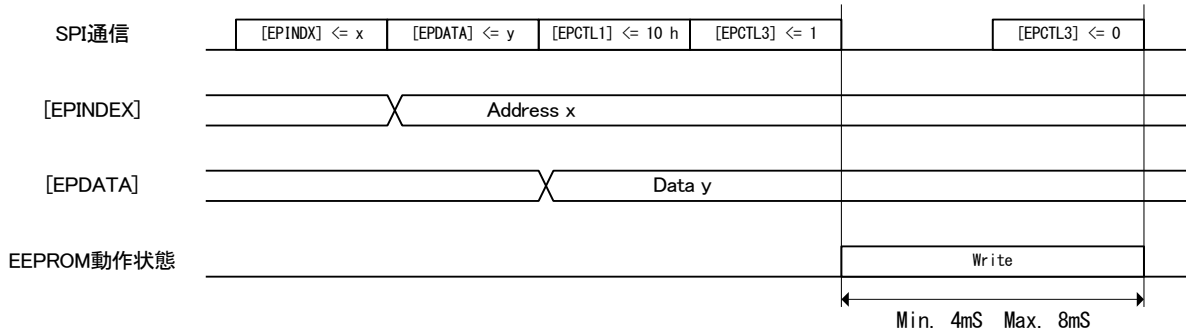 SPI通信 [EPINDX] <= x [EPDATA] <= y [EPCTL1] <= 10 h [EPCTL3] <= 1 [EPCTL3] <= 0
[EPINDEX] Address x
[EPDATA] Data y
EEPROM動作状態 Write
Min. 4mS Max. 8mS